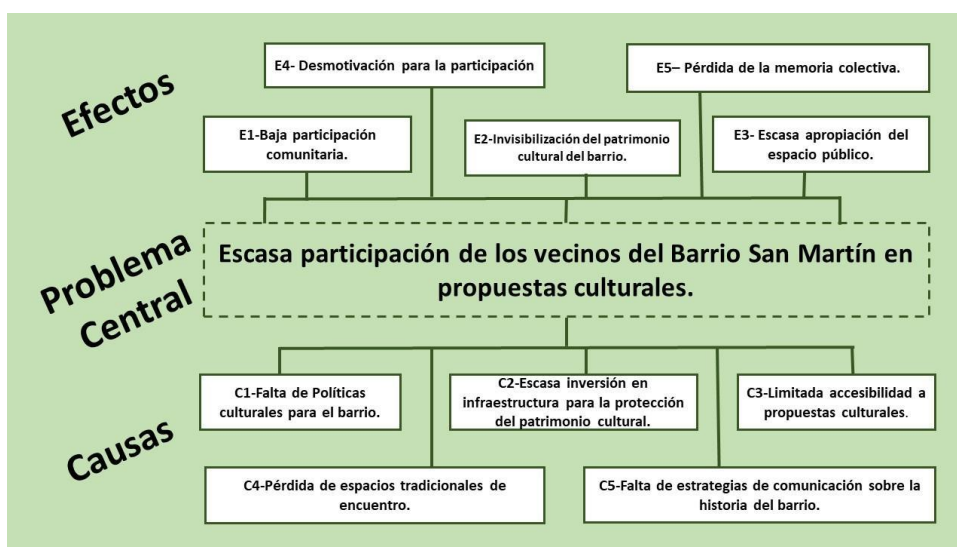 Efectos
E4- Desmotivación para la participación
E5– Pérdida de la memoria colectiva.
E1-Baja participación
comunitaria.
E2-Invisibilización del patrimonio
cultural del barrio.
E3- Escasa apropiación del
espacio público.
Problema
Central
Escasa participación de los vecinos del Barrio San Martín en
propuestas culturales.
Causas
C1-Falta de Políticas
culturales para el barrio.
C2-Escasa inversión en
infraestructura para la protección
del patrimonio cultural.
C3-Limitada accesibilidad a
propuestas culturales.
C4-Pérdida de espacios tradicionales de
encuentro.
C5-Falta de estrategias de comunicación sobre la
historia del barrio.